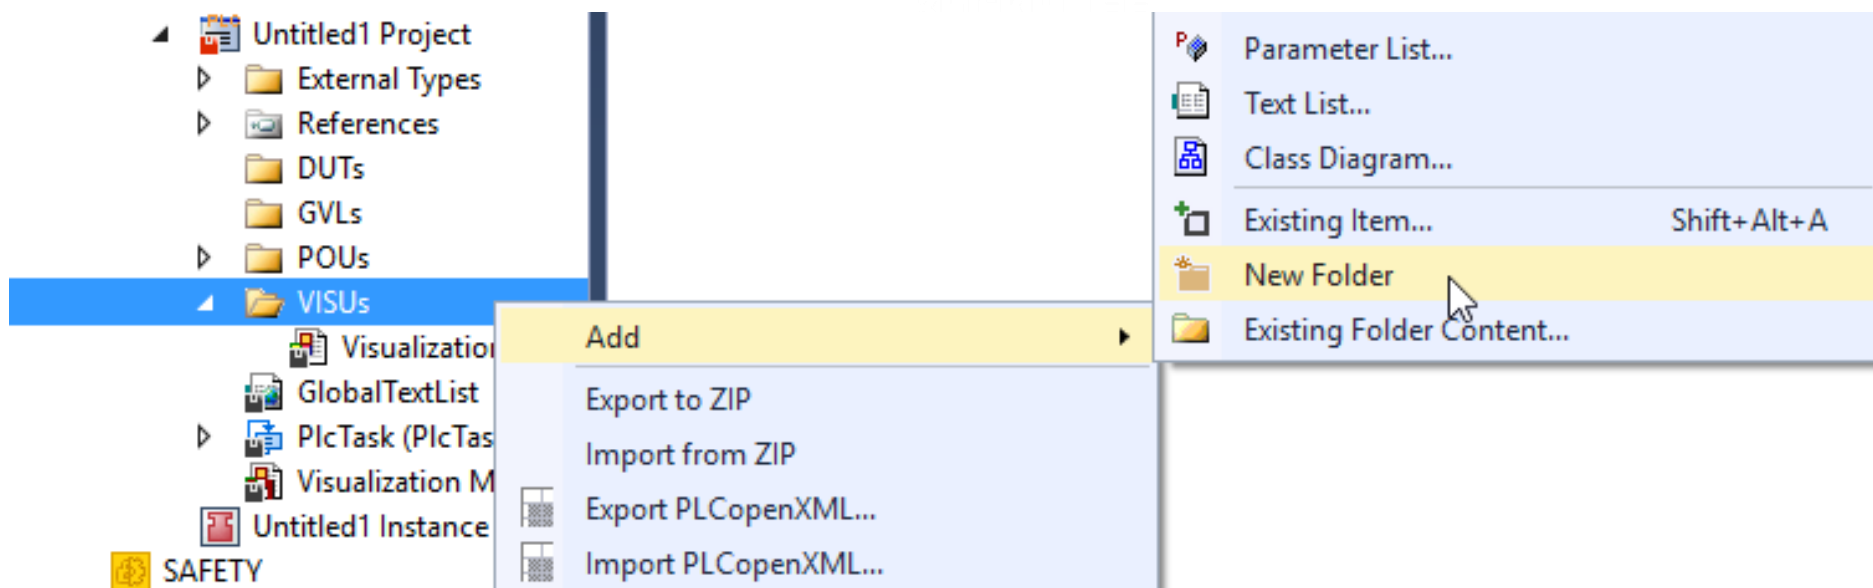 Untitled1 Project
External Types
References
DUTs
GVLs
POUs
VISUs
GlobalTextList
PlcTask
Visualization
Untitled1 Instance
SAFETY
Add
Export to ZIP
Import from ZIP
Export PLCopenXML...
Import PLCopenXML...
Parameter List...
Text List...
Class Diagram...
Existing Item... Shift+Alt+A
New Folder
Existing Folder Content...